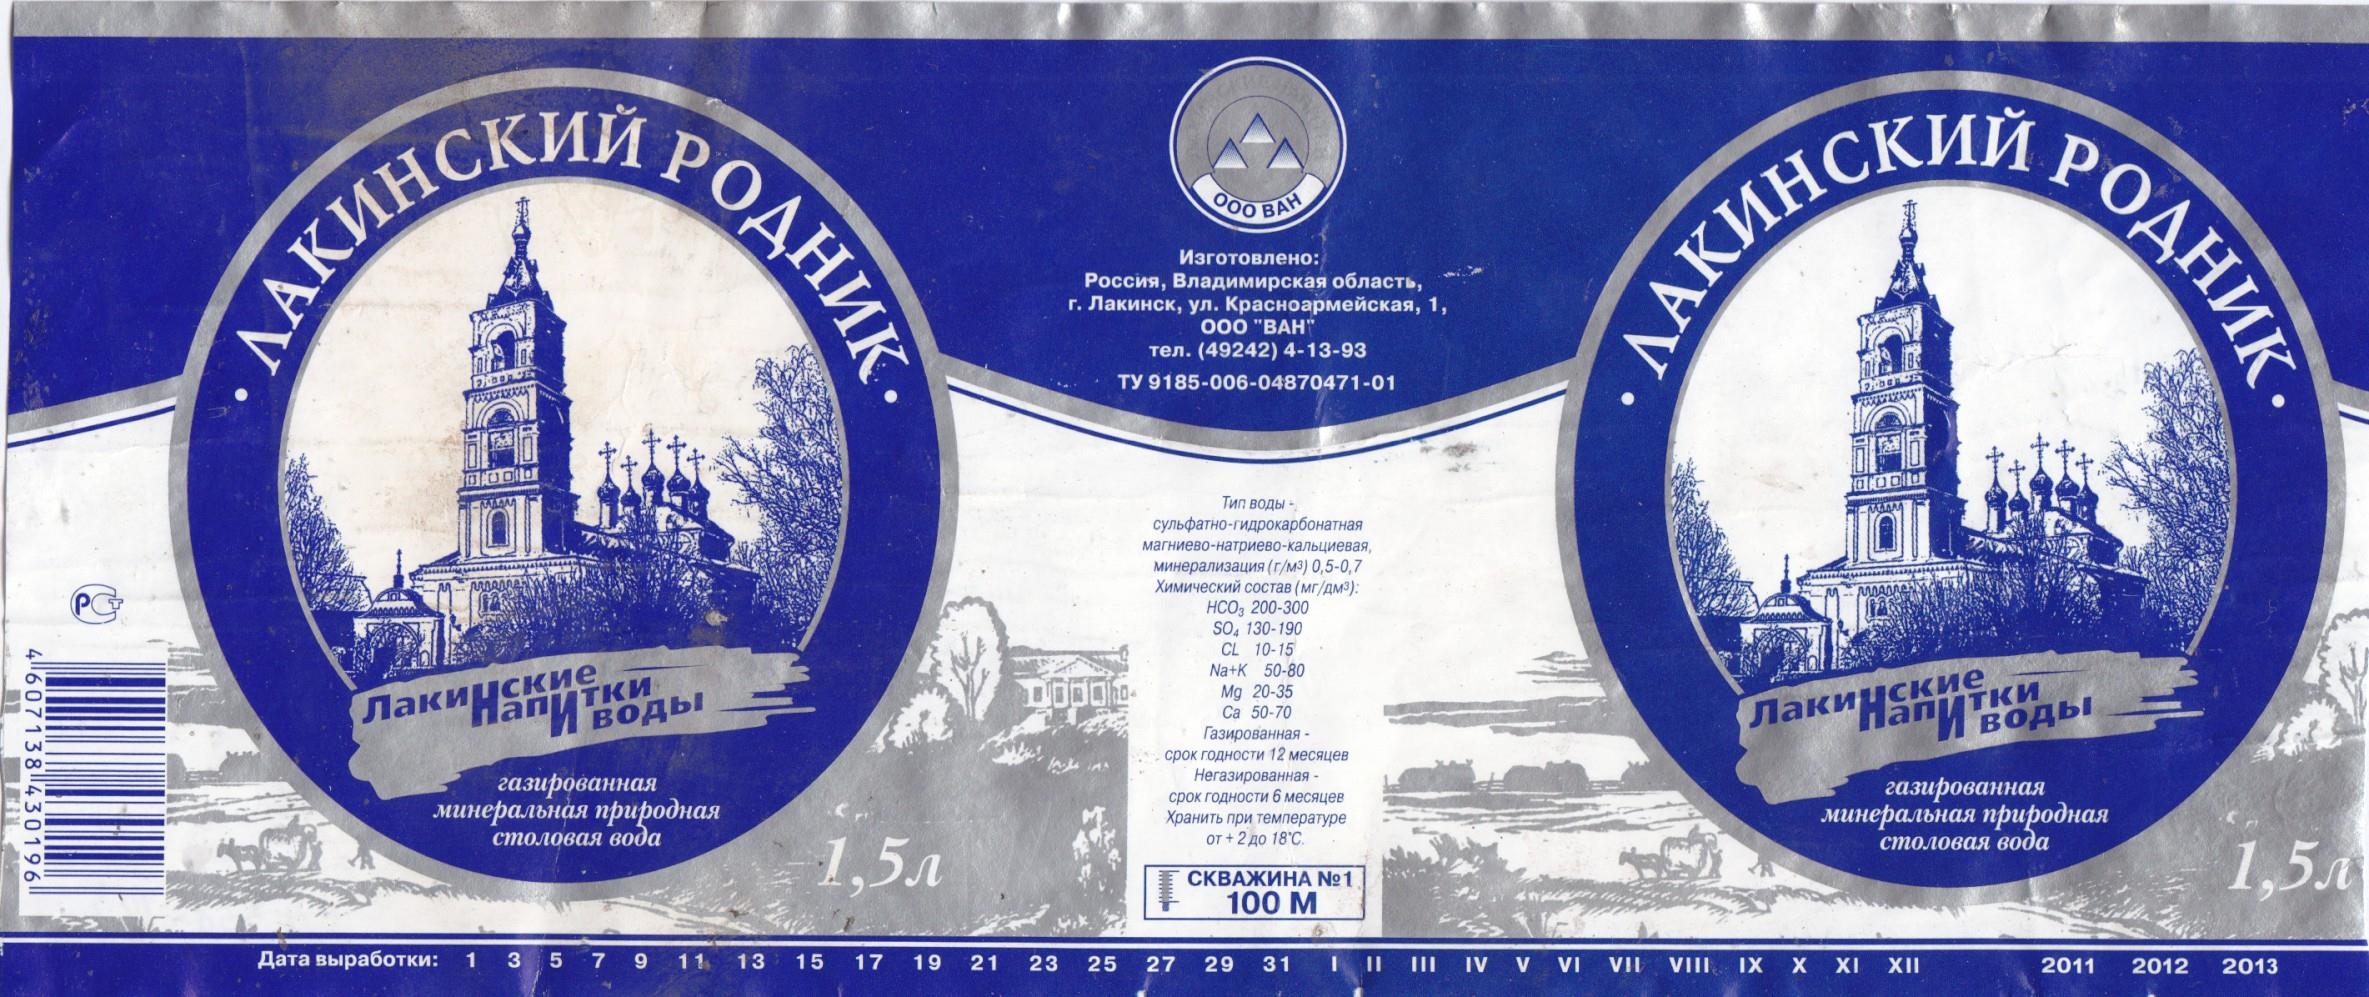 ЛАКИНСКИЙ РОДНИК
Лакинские
Напитки
и воды
газированная
минеральная природная
столовая вода
1,5л
РСТ
4 607138 430196
ООО ВАН
Изготовлено:
Россия, Владимирская область,
г. Лакинск, ул. Красноармейская, 1,
ООО "ВАН"
тел. (49242) 4-13-93
ТУ 9185-006-04870471-01
Тип воды -
сульфатно-гидрокарбонатная
магниево-натриево-кальциевая,
минерализация (г/м³) 0,5-0,7
Химический состав (мг/дм³):
HCO₃ 200-300
SO₄ 130-190
CL 10-15
Na+K 50-80
Mg 20-35
Ca 50-70
Газированная -
срок годности 12 месяцев
Негазированная -
срок годности 6 месяцев
Хранить при температуре
от + 2 до 18°С.
СКВАЖИНА №1
100 М
ЛАКИНСКИЙ РОДНИК
Лакинские
Напитки
и воды
газированная
минеральная природная
столовая вода
1,5л
Дата выработки: 1 3 5 7 9 11 13 15 17 19 21 23 25 27 29 31 I II III IV V VI VII VIII IX X XI XII 2011 2012 2013